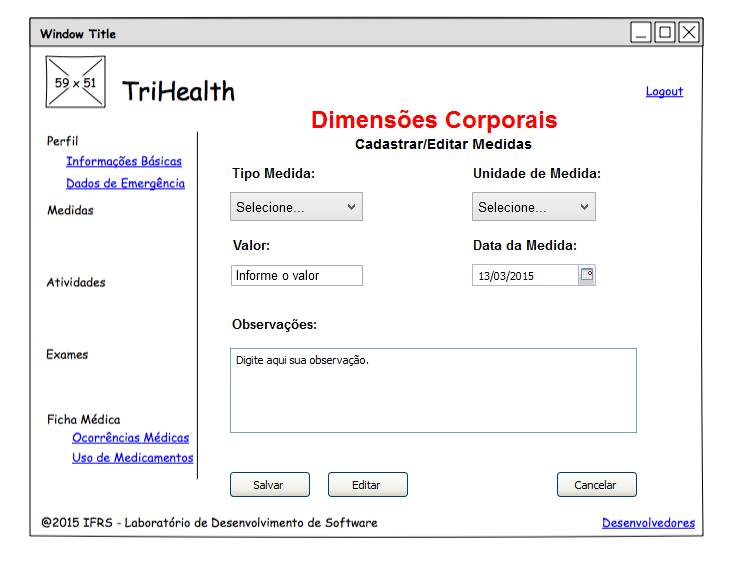 Window Title
59 x 51
TriHealth
Logout
Dimensões Corporais
Cadastrar/Editar Medidas
Perfil
Informações Básicas
Dados de Emergência
Medidas
Atividades
Exames
Ficha Médica
Ocorrências Médicas
Uso de Medicamentos
Tipo Medida:
Unidade de Medida:
Selecione...
Selecione...
Valor:
Data da Medida:
Informe o valor
13/03/2015
Observações:
Digite aqui sua observação.
Salvar
Editar
Cancelar
@2015 IFRS - Laboratório de Desenvolvimento de Software
Desenvolvedores